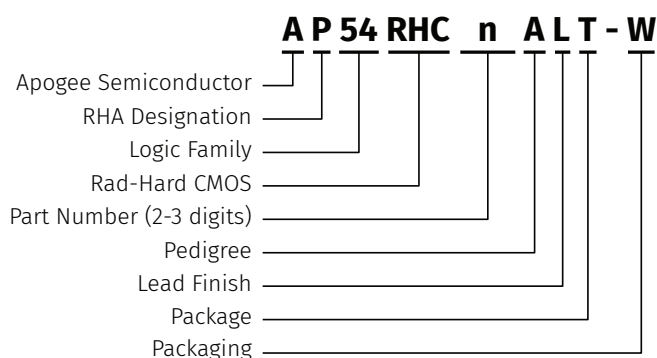 A P 54 RHC n A L T - W
Apogee Semiconductor
RHA Designation
Logic Family
Rad-Hard CMOS
Part Number (2-3 digits)
Pedigree
Lead Finish
Package
Packaging